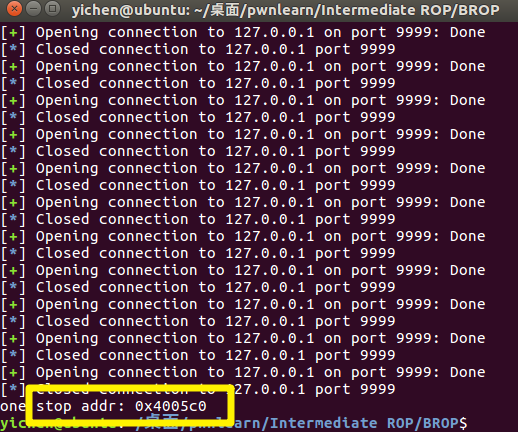 yichen@ubuntu: ~/桌面/pwnlearn/Intermediate ROP/BROP
[+] Opening connection to 127.0.0.1 on port 9999: Done
[*] Closed connection to 127.0.0.1 port 9999
[+] Opening connection to 127.0.0.1 on port 9999: Done
[*] Closed connection to 127.0.0.1 port 9999
[+] Opening connection to 127.0.0.1 on port 9999: Done
[*] Closed connection to 127.0.0.1 port 9999
[+] Opening connection to 127.0.0.1 on port 9999: Done
[*] Closed connection to 127.0.0.1 port 9999
[+] Opening connection to 127.0.0.1 on port 9999: Done
[*] Closed connection to 127.0.0.1 port 9999
[+] Opening connection to 127.0.0.1 on port 9999: Done
[*] Closed connection to 127.0.0.1 port 9999
[+] Opening connection to 127.0.0.1 on port 9999: Done
[*] Closed connection to 127.0.0.1 port 9999
[+] Opening connection to 127.0.0.1 on port 9999: Done
[*] Closed connection to 127.0.0.1 port 9999
[+] Opening connection to 127.0.0.1 on port 9999: Done
[*] Closed connection to 127.0.0.1 port 9999
[+] Opening connection to 127.0.0.1 on port 9999: Done
[*] Closed connection to 127.0.0.1 port 9999
[+] Opening connection to 127.0.0.1 on port 9999: Done
[*] Closed connection to 127.0.0.1 port 9999
one stop addr: 0x4005c0
yichen@ubuntu:~/桌面/pwnlearn/Intermediate ROP/BROP$